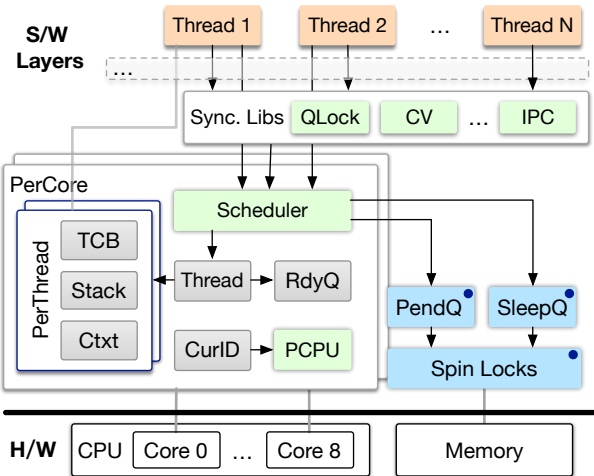 S/W
Layers
Thread 1
Thread 2
...
Thread N
...
Sync. Libs
QLock
CV
...
IPC
PerCore
Scheduler
PerThread
TCB
Stack
Ctxt
Thread
RdyQ
CurID
PCPU
PendQ
SleepQ
Spin Locks
H/W
CPU
Core 0
...
Core 8
Memory